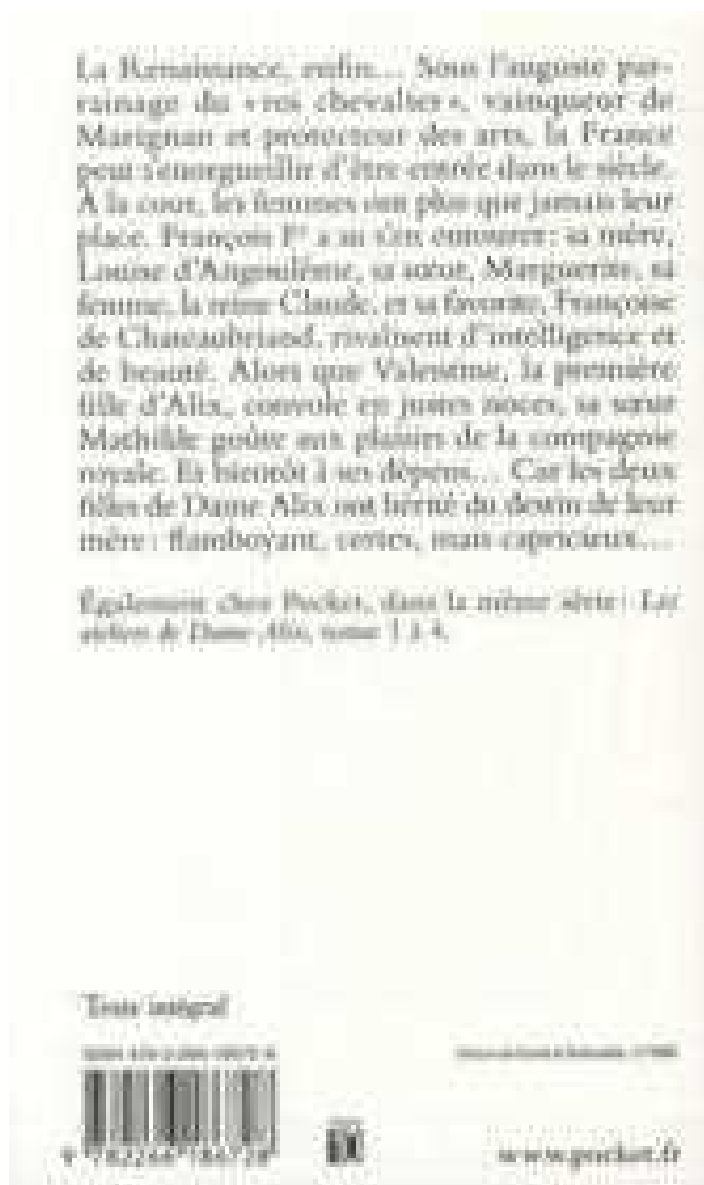 La Renaissance, enfin... Sous l'auguste par-
rainage du « roi chevalier », vainqueur de
Marignan et protecteur des arts, la France
peut s'enorgueillir d'être entrée dans le siècle.
À la cour, les femmes ont plus que jamais leur
place. François Ier a su s'en entourer : sa mère,
Louise d'Angoulême, sa sœur, Marguerite, sa
femme, la reine Claude, et sa favorite, Françoise
de Chateaubriand, rivalisent d'intelligence et
de beauté. Alors que Valentine, la première
fille d'Alix, convole en justes noces, sa sœur
Mathilde goûte aux plaisirs de la compagnie
royale. Et bientôt à ses dépens... Car les deux
filles de Dame Alix ont hérité du destin de leur
mère : flamboyant, certes, mais capricieux...
Également chez Pocket, dans la même série : Les
ateliers de Dame Alix, tomes 1 à 4.
Texte intégral
9 782266 186728
www.pocket.fr